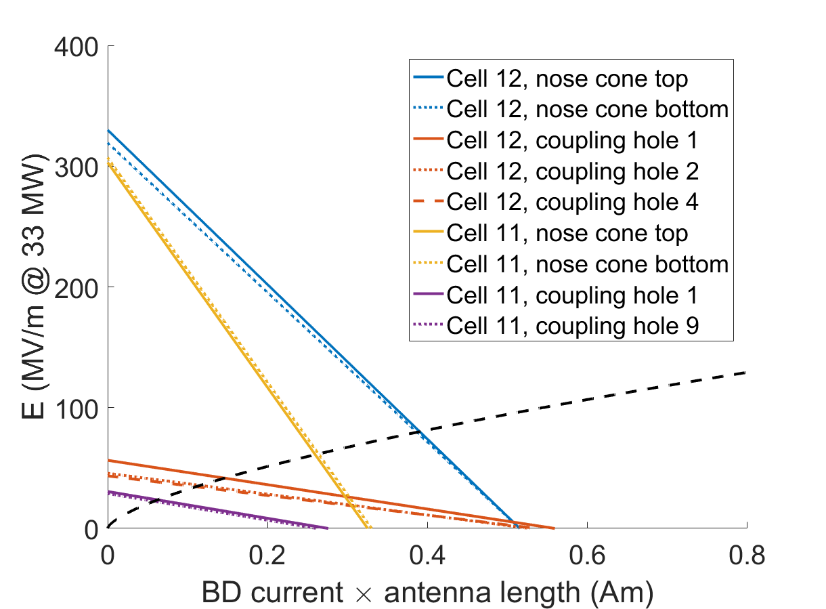 400
300
200
100
0
0
0.2
0.4
0.6
0.8
E (MV/m @ 33 MW)
BD current × antenna length (Am)
Cell 12, nose cone top
Cell 12, nose cone bottom
Cell 12, coupling hole 1
Cell 12, coupling hole 2
Cell 12, coupling hole 4
Cell 11, nose cone top
Cell 11, nose cone bottom
Cell 11, coupling hole 1
Cell 11, coupling hole 9